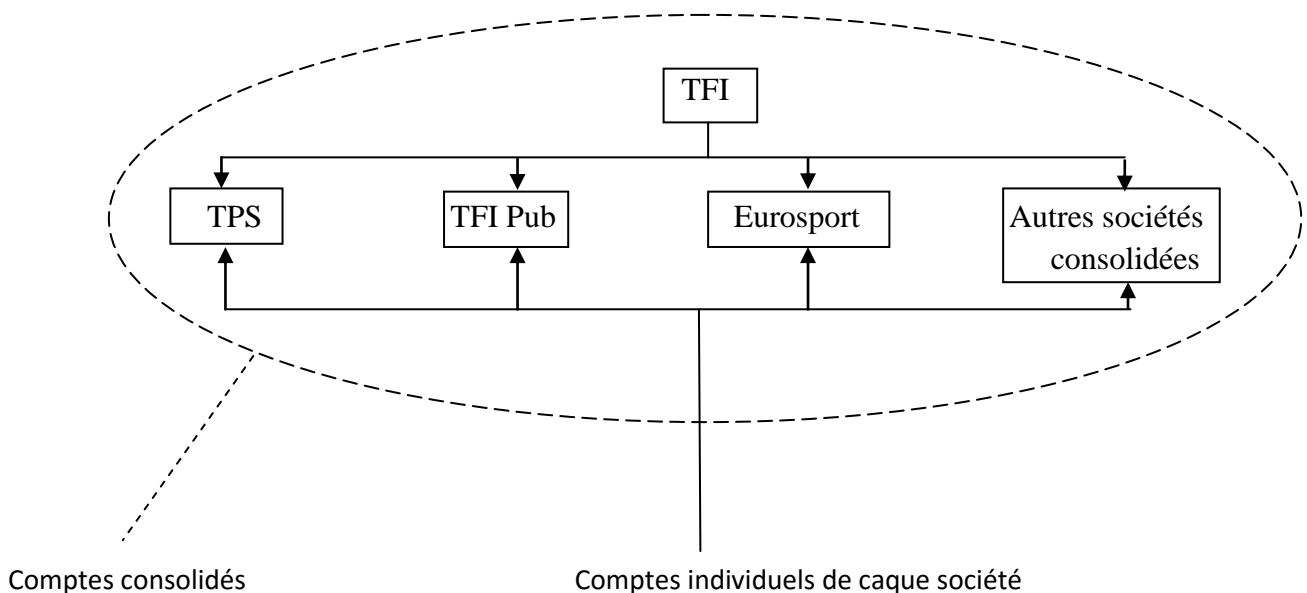 TFI
TPS
TFI Pub
Eurosport
Autres sociétés
consolidées
Comptes consolidés
Comptes individuels de caque société